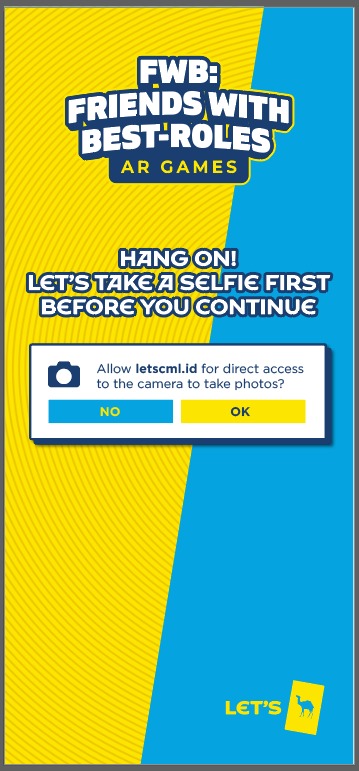 FWB:
FRIENDS WITH
BEST-ROLES
AR GAMES
HANG ON!
LET'S TAKE A SELFIE FIRST
BEFORE YOU CONTINUE
Allow letscml.id for direct access
to the camera to take photos?
NO
OK
LET'S